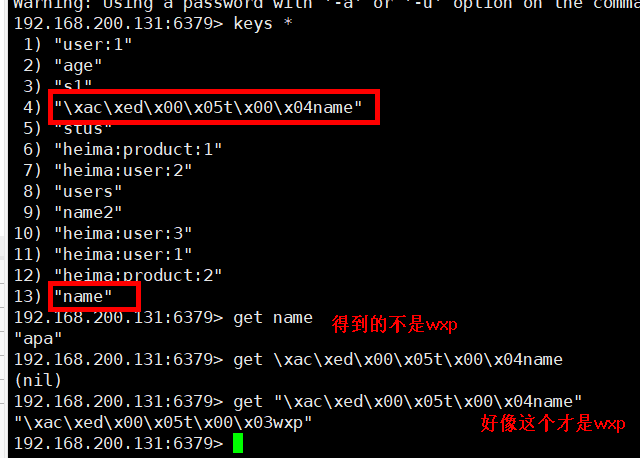 Warning: Using a password with '-a' or '-u' option on the comma
192.168.200.131:6379> keys *
1) "user:1"
2) "age"
3) "s1"
4) "\xac\xed\x00\x05t\x00\x04name"
5) "stus"
6) "heima:product:1"
7) "heima:user:2"
8) "users"
9) "name2"
10) "heima:user:3"
11) "heima:user:1"
12) "heima:product:2"
13) "name"
192.168.200.131:6379> get name
得到的不是wxp
"apa"
192.168.200.131:6379> get \xac\xed\x00\x05t\x00\x04name
(nil)
192.168.200.131:6379> get "\xac\xed\x00\x05t\x00\x04name"
"\xac\xed\x00\x05t\x00\x03wxp"
好像这个才是wxp
192.168.200.131:6379>